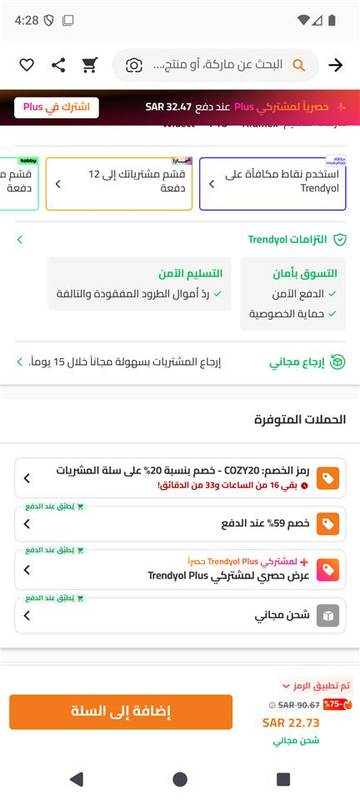 4:28
البحث عن ماركة، أو منتج،...
حصرياً لمشتركي Plus عند دفع 32.47 SAR
اشترك في Plus
استخدم نقاط مكافأة على
Trendyol
قسّم مشترياتك إلى 12
دفعة
tabby
دفعة
التزامات Trendyol
التسوق بأمان
الدفع الآمن
حماية الخصوصية
التسليم الآمن
ردّ أموال الطرود المفقودة والتالفة
إرجاع مجاني
إرجاع المشتريات بسهولة مجاناً خلال 15 يوماً.
الحملات المتوفرة
رمز الخصم: COZY20 - خصم بنسبة 20% على سلة المشتريات
بقي 16 من الساعات و33 من الدقائق!
يُطبّق عند الدفع
خصم 59% عند الدفع
يُطبّق عند الدفع
لمشتركي Trendyol Plus حصراً
عرض حصري لمشتركي Trendyol Plus
يُطبّق عند الدفع
شحن مجاني
تم تطبيق الرمز
75%-
SAR 90.67
SAR 22.73
شحن مجاني
إضافة إلى السلة